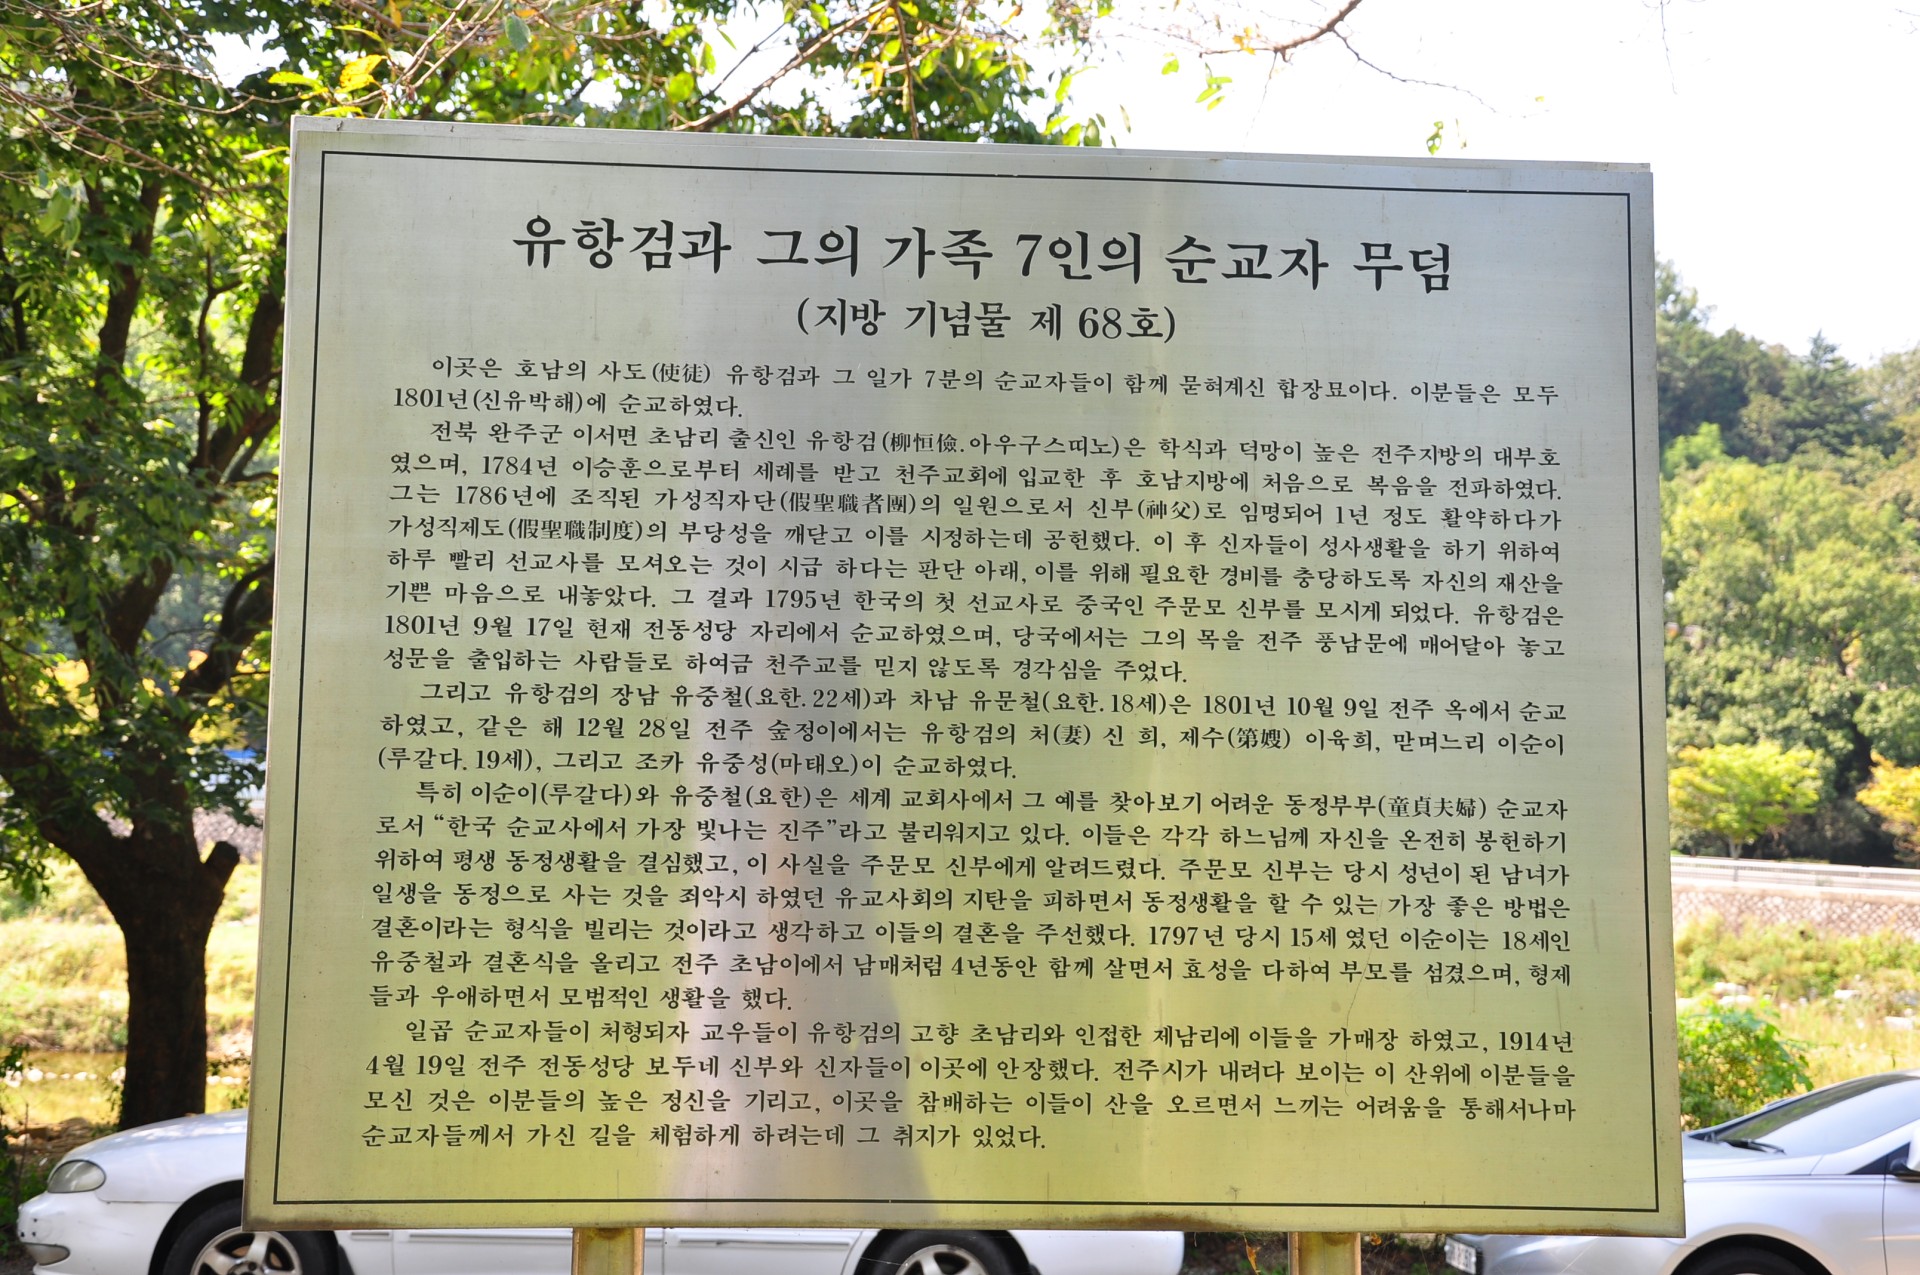 유항검과 그의 가족 7인의 순교자 무덤
(지방 기념물 제 68호)
이곳은 호남의 사도(使徒) 유항검과 그 일가 7분의 순교자들이 함께 묻혀계신 합장묘이다. 이분들은 모두
1801년(신유박해)에 순교하였다.
전북 완주군 이서면 초남리 출신인 유항검(柳恒儉.아우구스띠노)은 학식과 덕망이 높은 전주지방의 대부호
였으며, 1784년 이승훈으로부터 세례를 받고 천주교회에 입교한 후 호남지방에 처음으로 복음을 전파하였다.
그는 1786년에 조직된 가성직자단(假聖職者團)의 일원으로서 신부(神父)로 임명되어 1년 정도 활약하다가
가성직제도(假聖職制度)의 부당성을 깨닫고 이를 시정하는데 공헌했다. 이 후 신자들이 성사생활을 하기 위하여
하루 빨리 선교사를 모셔오는 것이 시급 하다는 판단 아래, 이를 위해 필요한 경비를 충당하도록 자신의 재산을
기쁜 마음으로 내놓았다. 그 결과 1795년 한국의 첫 선교사로 중국인 주문모 신부를 모시게 되었다. 유항검은
1801년 9월 17일 현재 전동성당 자리에서 순교하였으며, 당국에서는 그의 목을 전주 풍남문에 매어달아 놓고
성문을 출입하는 사람들로 하여금 천주교를 믿지 않도록 경각심을 주었다.
그리고 유항검의 장남 유중철(요한.22세)과 차남 유문철(요한.18세)은 1801년 10월 9일 전주 옥에서 순교
하였고, 같은 해 12월 28일 전주 숲정이에서는 유항검의 처(妻) 신 희, 제수(第嫂) 이육희, 맏며느리 이순이
(루갈다. 19세), 그리고 조카 유중성(마태오)이 순교하였다.
특히 이순이(루갈다)와 유중철(요한)은 세계 교회사에서 그 예를 찾아보기 어려운 동정부부(童貞夫婦) 순교자
로서 “한국 순교사에서 가장 빛나는 진주”라고 불리워지고 있다. 이들은 각각 하느님께 자신을 온전히 봉헌하기
위하여 평생 동정생활을 결심했고, 이 사실을 주문모 신부에게 알려드렸다. 주문모 신부는 당시 성년이 된 남녀가
일생을 동정으로 사는 것을 죄악시 하였던 유교사회의 지탄을 피하면서 동정생활을 할 수 있는 가장 좋은 방법은
결혼이라는 형식을 빌리는 것이라고 생각하고 이들의 결혼을 주선했다. 1797년 당시 15세 였던 이순이는 18세인
유중철과 결혼식을 올리고 전주 초남이에서 남매처럼 4년동안 함께 살면서 효성을 다하여 부모를 섬겼으며, 형제
들과 우애하면서 모범적인 생활을 했다.
일곱 순교자들이 처형되자 교우들이 유항검의 고향 초남리와 인접한 제남리에 이들을 가매장 하였고, 1914년
4월 19일 전주 전동성당 보두네 신부와 신자들이 이곳에 안장했다. 전주시가 내려다 보이는 이 산위에 이분들을
모신 것은 이분들의 높은 정신을 기리고, 이곳을 참배하는 이들이 산을 오르면서 느끼는 어려움을 통해서나마
순교자들께서 가신 길을 체험하게 하려는데 그 취지가 있었다.